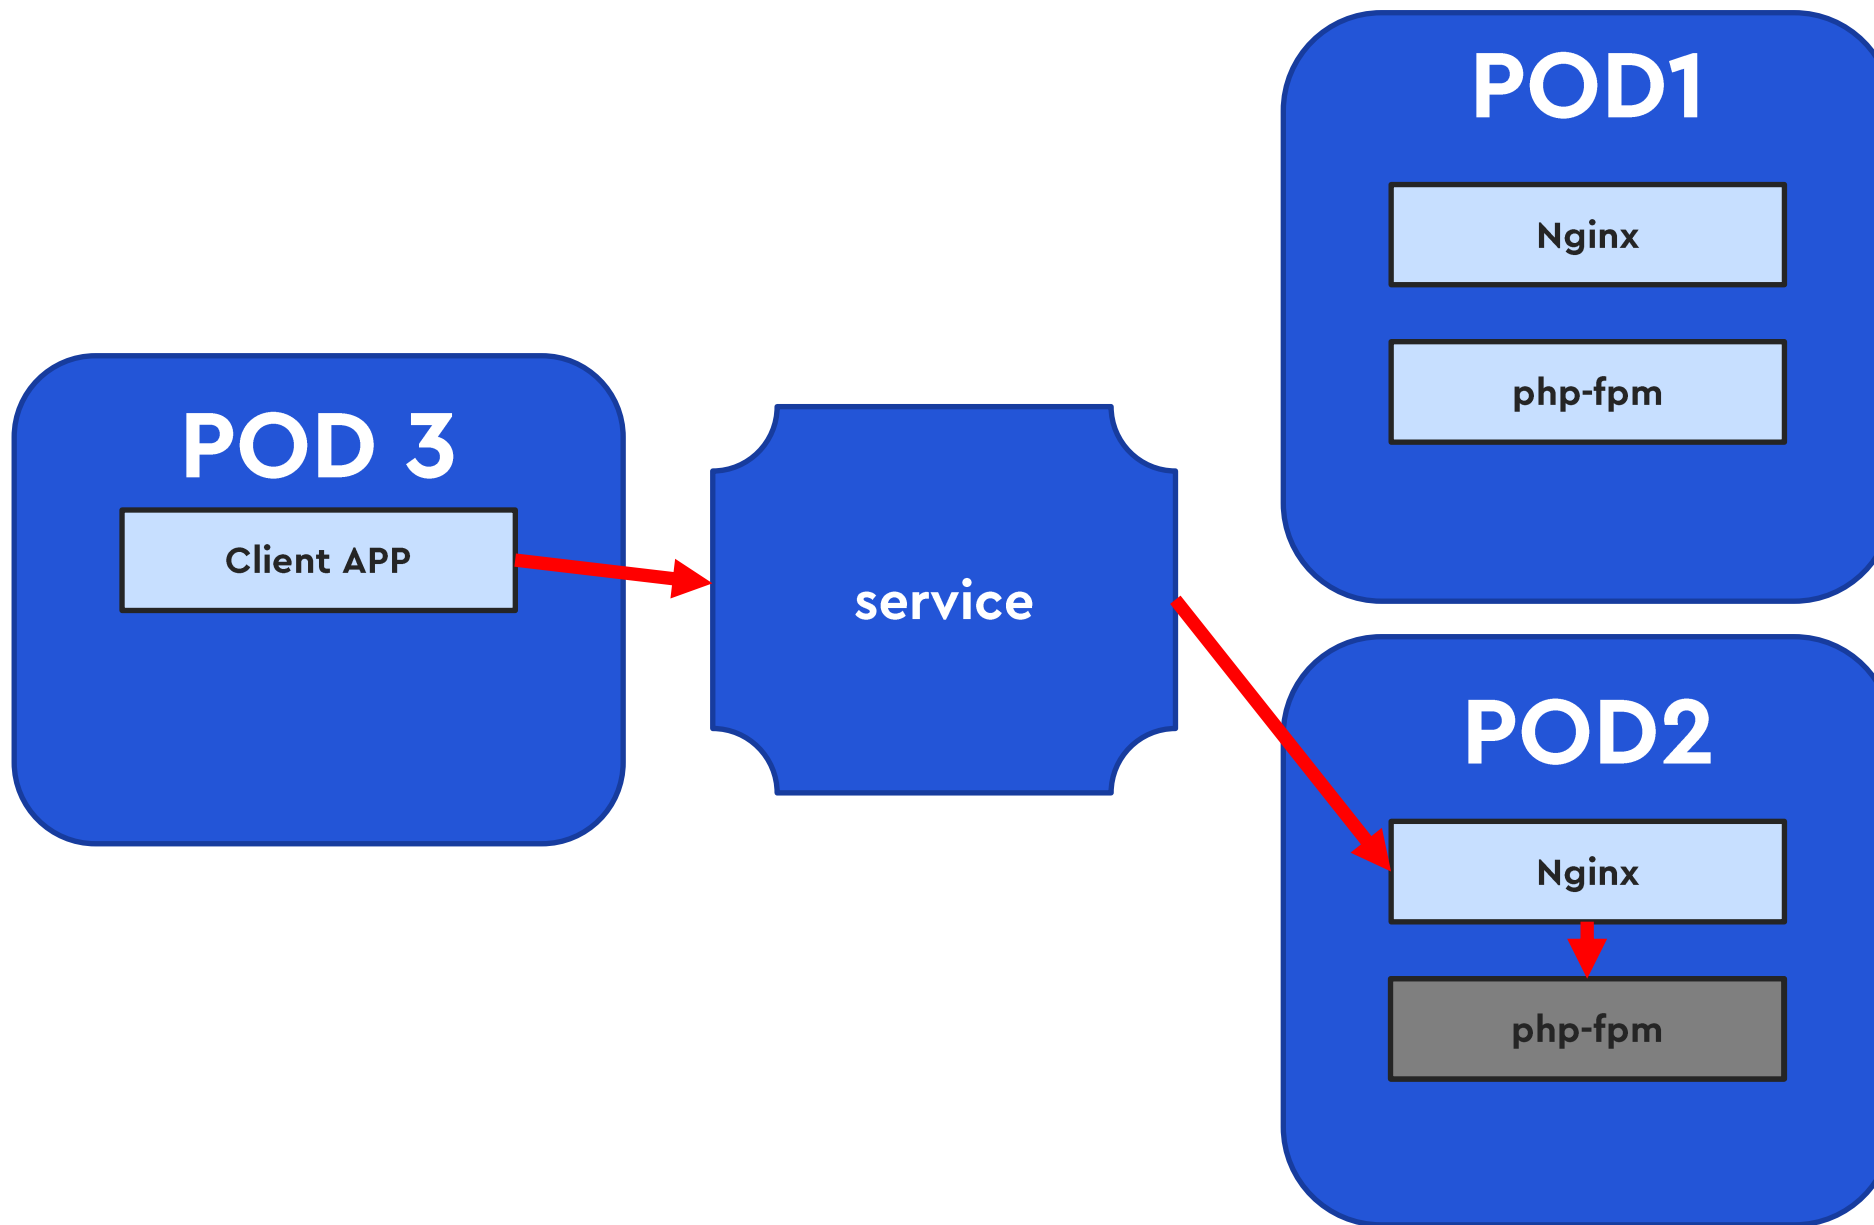 POD1
Nginx
php-fpm
POD 3
Client APP
service
POD2
Nginx
php-fpm